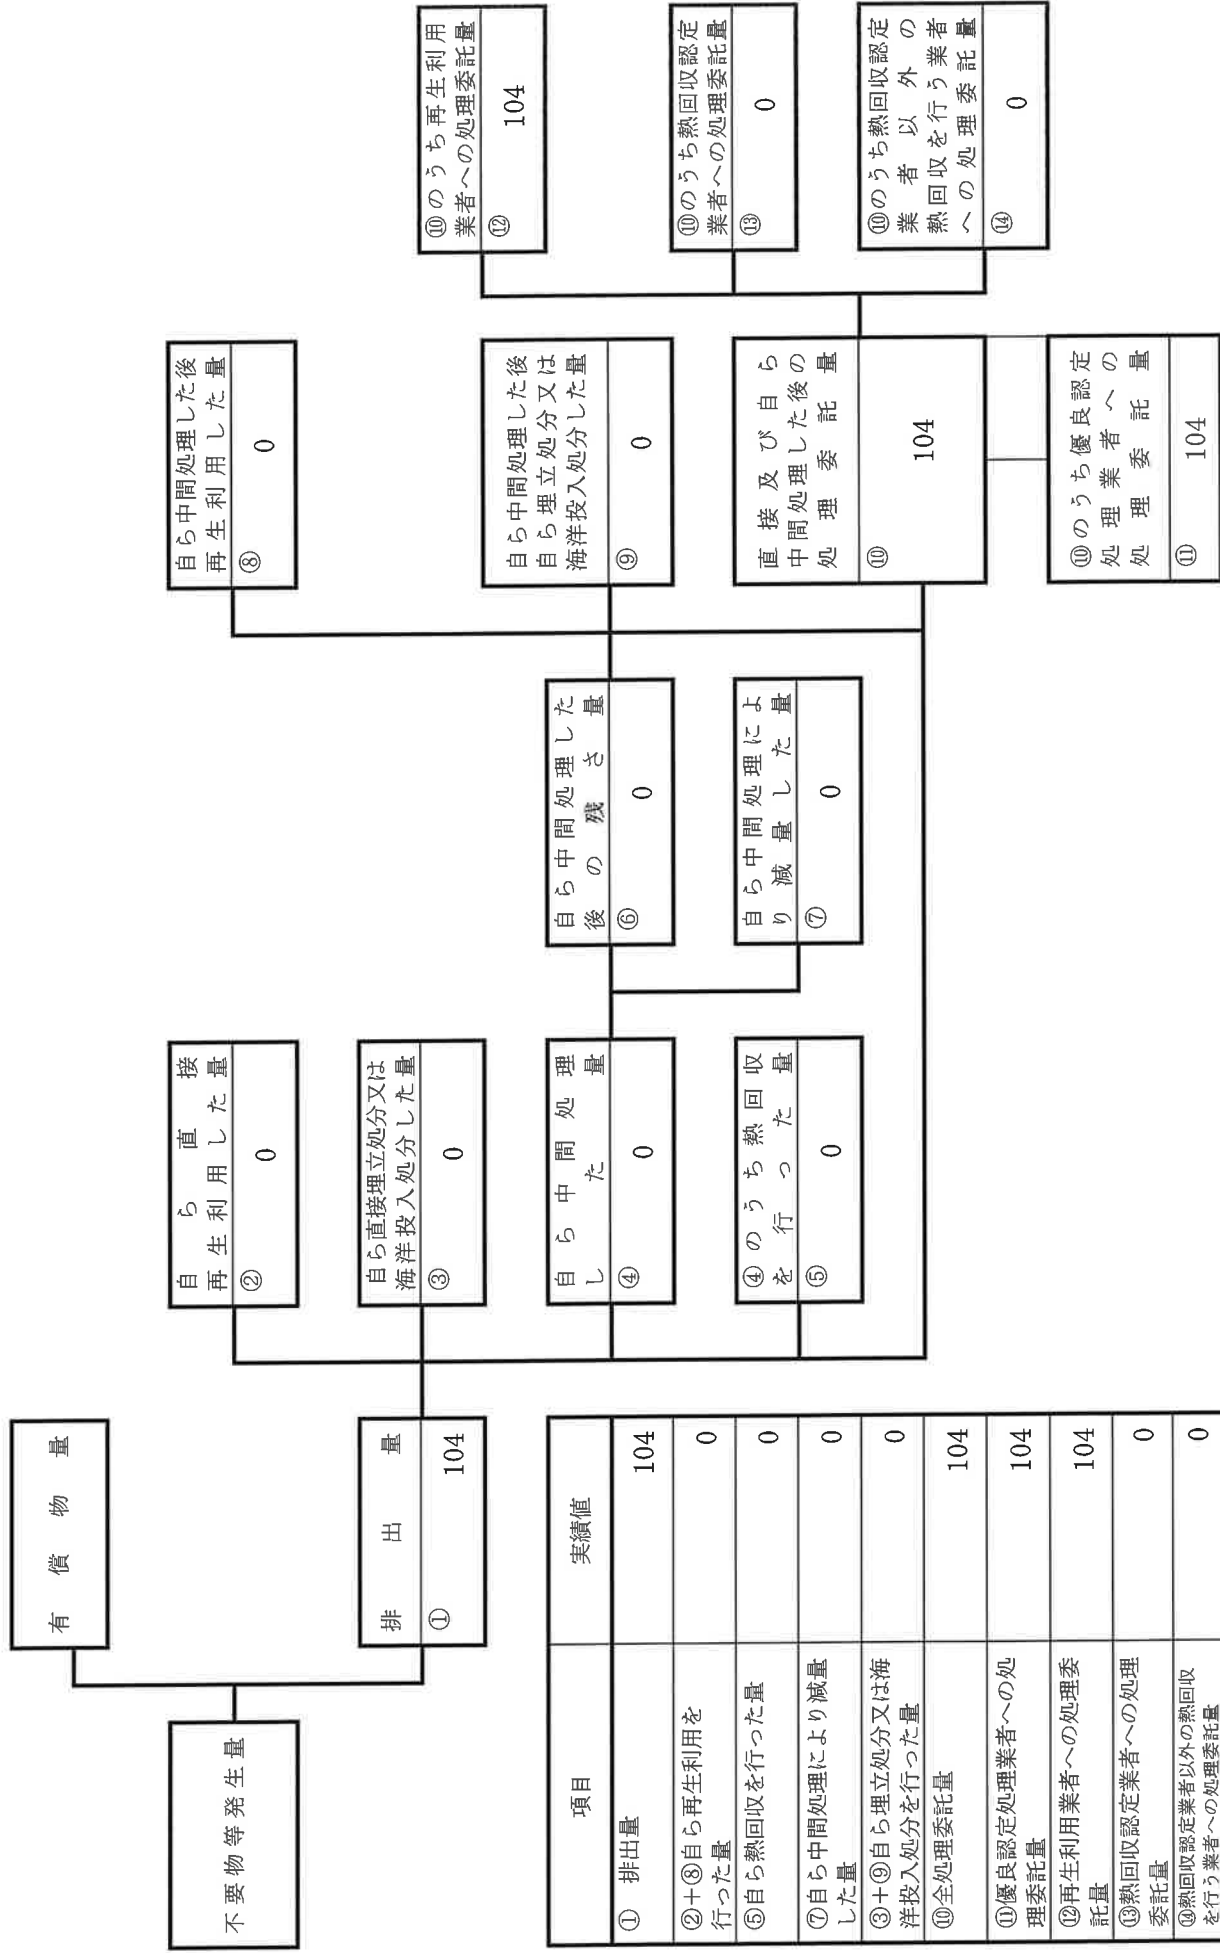 有償物量
不要物等発生量
排出量
①
104
自ら直接
再生利用した量
②
0
自ら直接埋立処分又は
海洋投入処分した量
③
0
自ら中間処理
した量
④
0
④のうち熱回収
を行った量
⑤
0
自ら中間処理した
後の残さ量
⑥
0
自ら中間処理によ
り減量した量
⑦
0
自ら中間処理した後
再生利用した量
⑧
0
自ら中間処理した後
自ら埋立処分又は
海洋投入処分した量
⑨
0
直接及び自ら
中間処理した後の
処理委託量
⑩
104
⑩のうち優良認定
処理業者への
処理委託量
⑪
104
⑩のうち再生利用
業者への処理委託量
⑫
104
⑩のうち熱回収認定
業者への処理委託量
⑬
0
⑩のうち熱回収認定
業者以外の
熱回収を行う業者
への処理委託量
⑭
0
項目 実績値
① 排出量 104
②+⑧自ら再生利用を
行った量 0
⑤自ら熱回収を行った量 0
⑦自ら中間処理により減量
した量 0
③+⑨自ら埋立処分又は海
洋投入処分を行った量 0
⑩全処理委託量 104
⑪優良認定処理業者への処
理委託量 104
⑫再生利用業者への処理委
託量 104
⑬熱回収認定業者への処理
委託量 0
⑭熱回収認定業者以外の熱回収
を行う業者への処理委託量 0